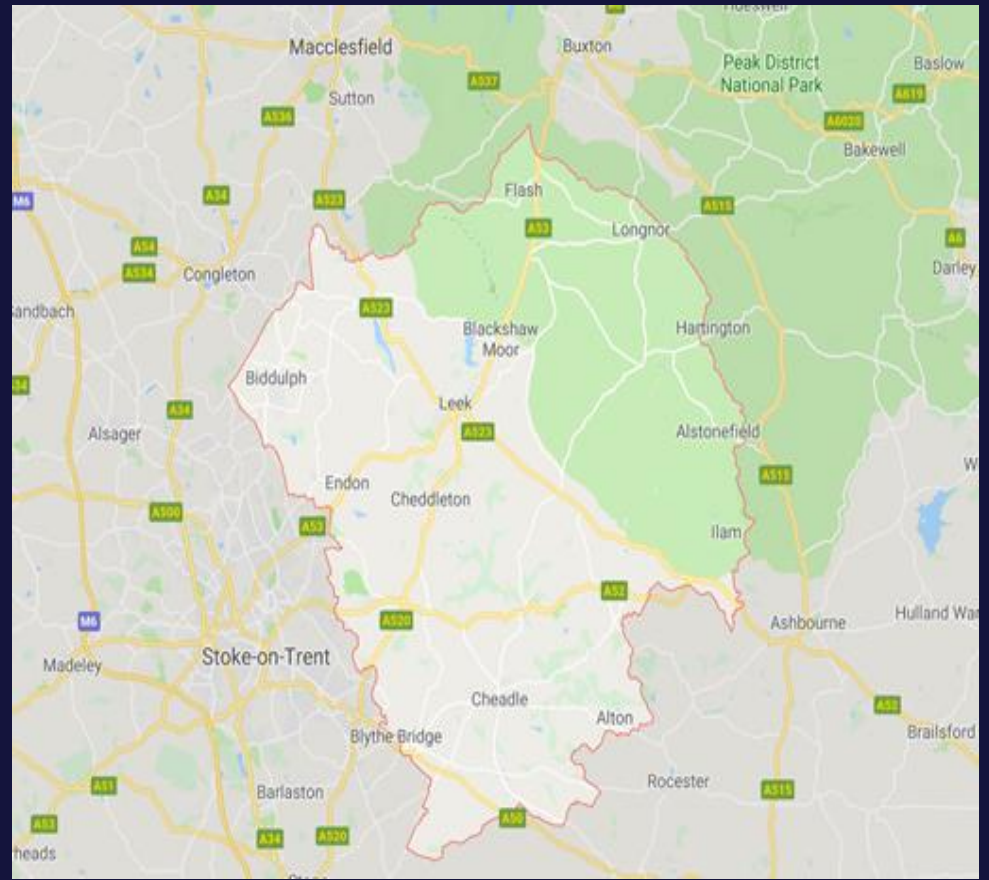 Macclesfield
Buxton
Peak District
National Park
Baslow
A537
A619
Sutton
A536
A6020
Bakewell
M6
A34
A523
Flash
A515
A53
Longnor
A54
A534
Congleton
A6
Darley
A523
Blackshaw
Moor
Hartington
Biddulph
A34
Leek
A523
Alsager
Alstonefield
A515
Endon
Cheddleton
A500
A53
Ilam
A52
M6
A520
Ashbourne
Hulland
Stoke-on-Trent
Madeley
Cheadle
Alton
Blythe Bridge
Brailsford
Rocester
A51
Barlaston
A515
A50
A53
A34
A520
heads